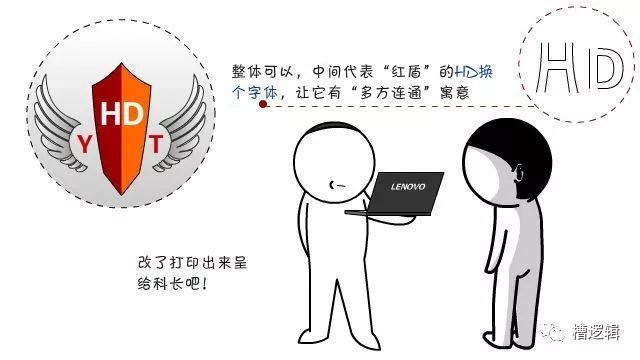 HD
Y T
整体可以，中间代表“红盾”的HD换
个字体，让它有“多方连通”寓意
HD
LENOVO
改了打印出来呈
给科长吧！
槽逻辑